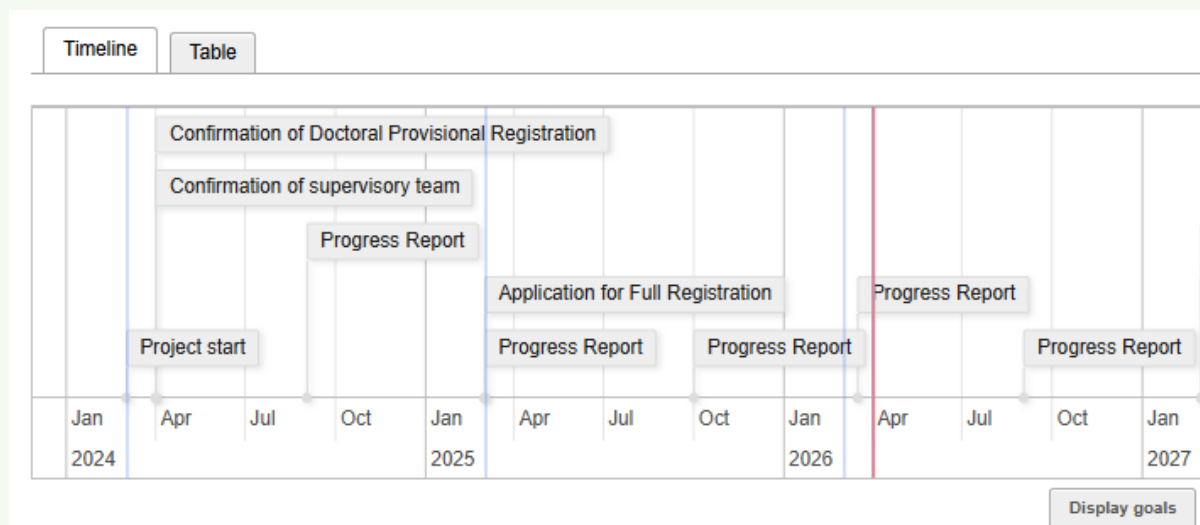 Timeline
Table
Confirmation of Doctoral Provisional Registration
Confirmation of supervisory team
Progress Report
Application for Full Registration
Progress Report
Project start
Progress Report
Progress Report
Progress Report
Jan Apr Jul Oct Jan Apr Jul Oct Jan Apr Jul Oct Jan
2024 2025 2026 2027
Display goals